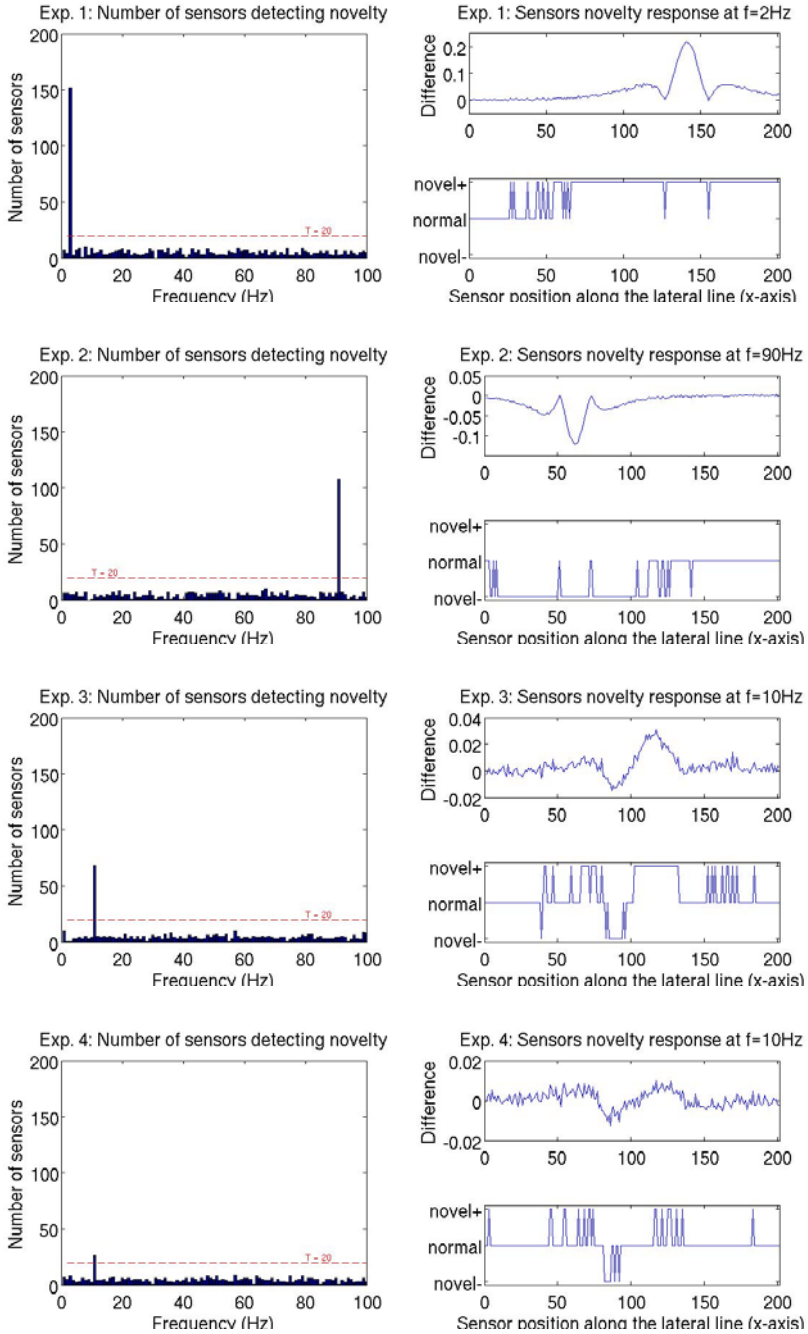 Exp. 1: Number of sensors detecting novelty
Number of sensors
200
150
100
50
0
T = 20
0 20 40 60 80 100
Frequency (Hz)
Exp. 1: Sensors novelty response at f=2Hz
Difference
0.2
0.1
0
0 50 100 150 200
novel+
normal
novel-
0 50 100 150 200
Sensor position along the lateral line (x-axis)
Exp. 2: Number of sensors detecting novelty
Number of sensors
200
150
100
50
0
T = 20
0 20 40 60 80 100
Frequency (Hz)
Exp. 2: Sensors novelty response at f=90Hz
Difference
0.05
0
-0.05
-0.1
0 50 100 150 200
novel+
normal
novel-
0 50 100 150 200
Sensor position along the lateral line (x-axis)
Exp. 3: Number of sensors detecting novelty
Number of sensors
200
150
100
50
0
T = 20
0 20 40 60 80 100
Frequency (Hz)
Exp. 3: Sensors novelty response at f=10Hz
Difference
0.04
0.02
0
-0.02
0 50 100 150 200
novel+
normal
novel-
0 50 100 150 200
Sensor position along the lateral line (x-axis)
Exp. 4: Number of sensors detecting novelty
Number of sensors
200
150
100
50
0
T = 20
0 20 40 60 80 100
Frequency (Hz)
Exp. 4: Sensors novelty response at f=10Hz
Difference
0.02
0
-0.02
0 50 100 150 200
novel+
normal
novel-
0 50 100 150 200
Sensor position along the lateral line (x-axis)